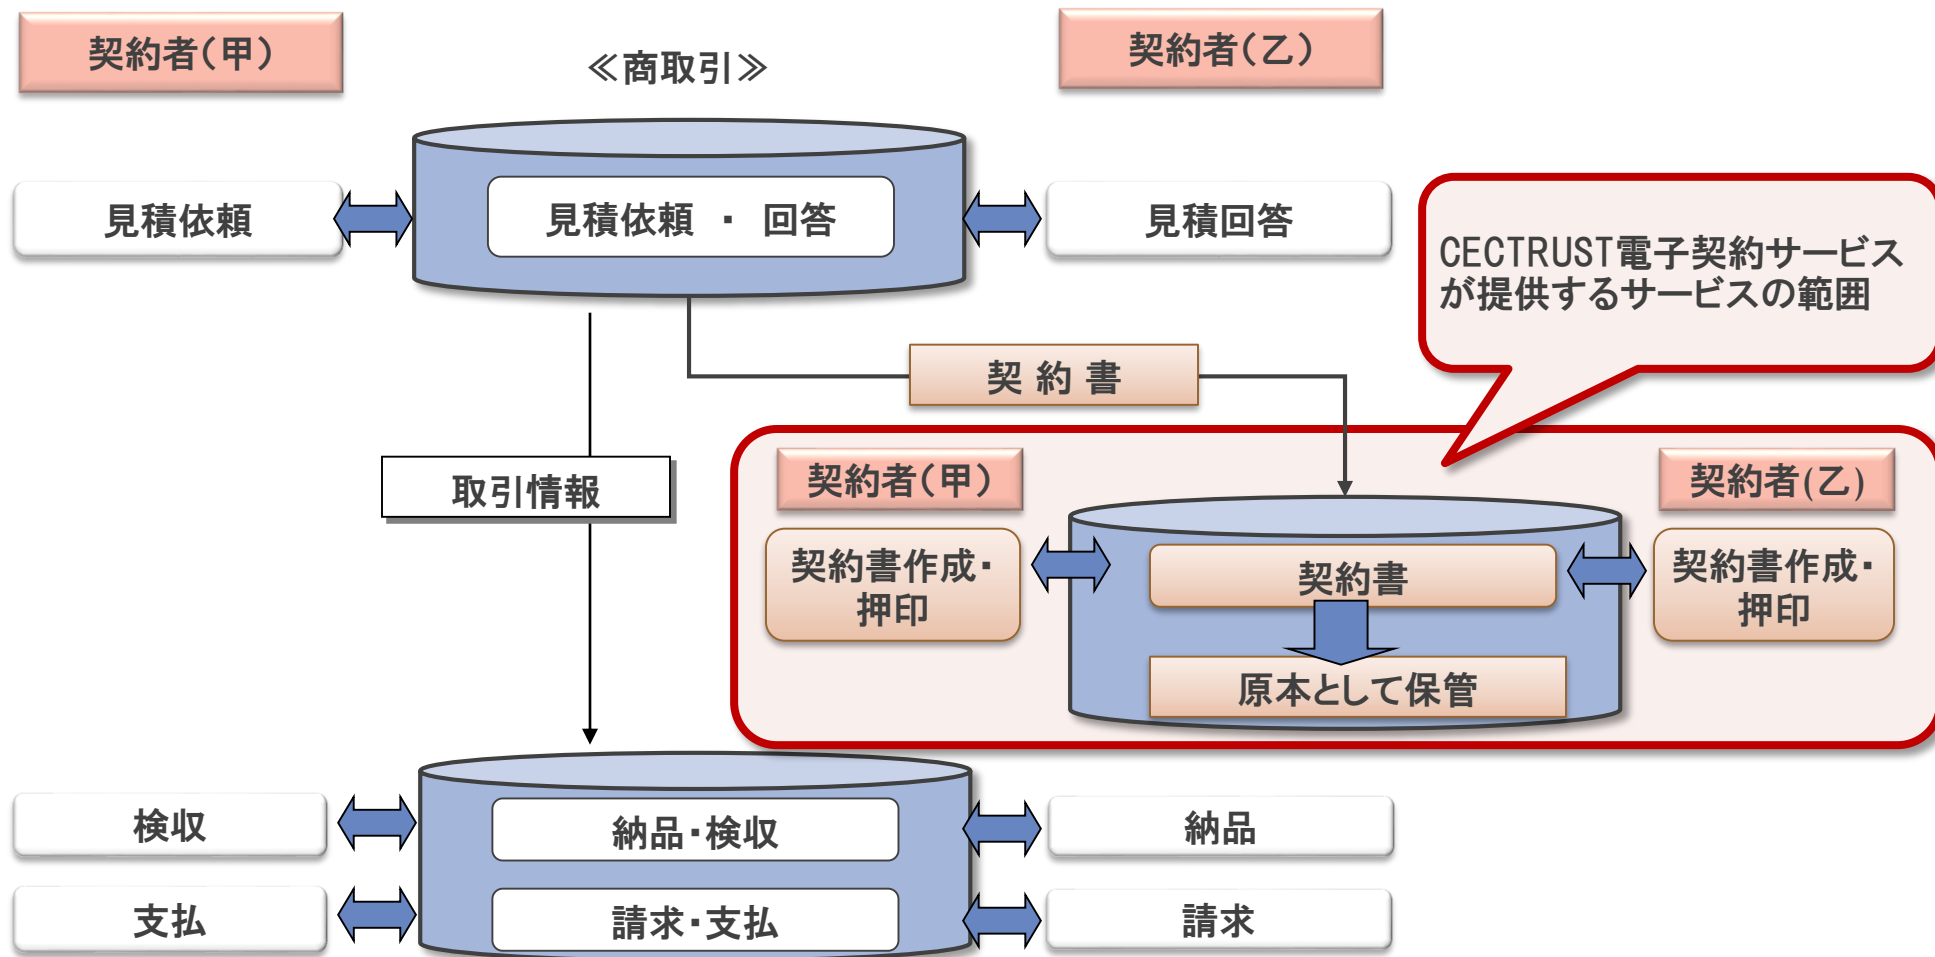 契約者(甲)
≪商取引≫
契約者(乙)
見積依頼
見積依頼 ・ 回答
見積回答
CECTRUST電子契約サービス
が提供するサービスの範囲
契 約 書
取引情報
契約者(甲)
契約者(乙)
契約書作成・
押印
契約書
契約書作成・
押印
原本として保管
検収
納品・検収
納品
支払
請求・支払
請求